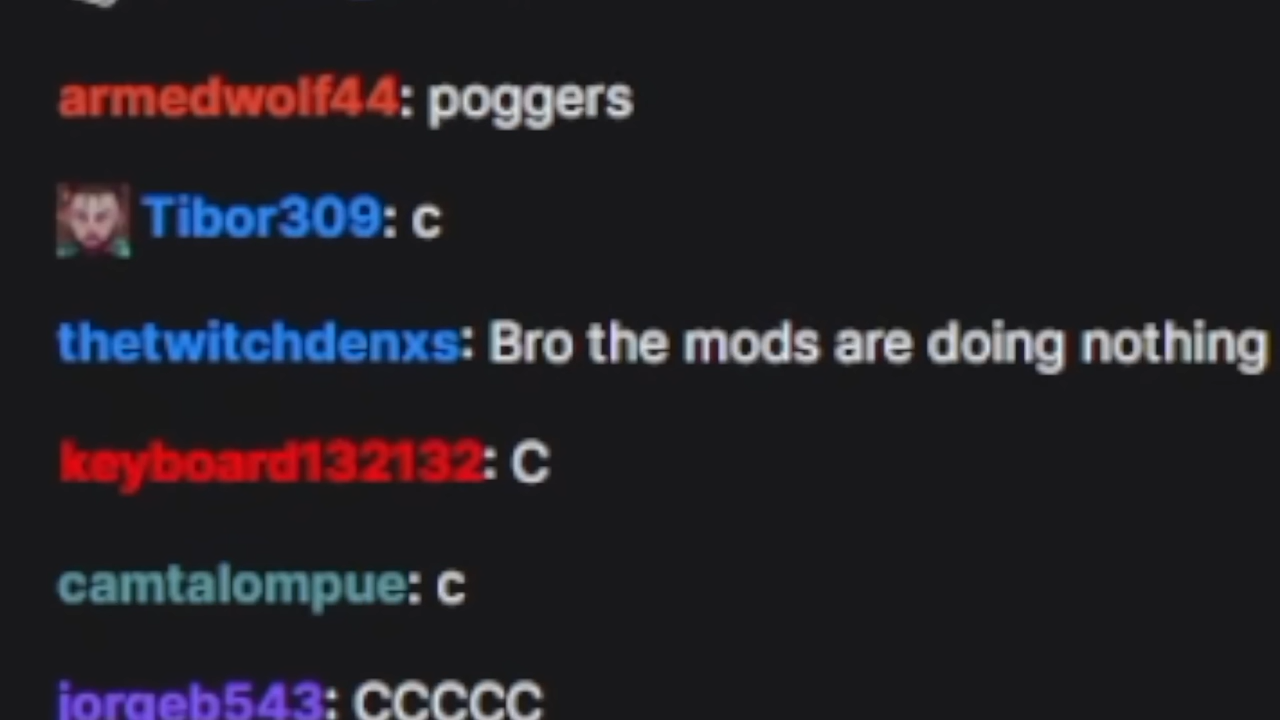 armedwolf44: poggers
Tibor309: c
thetwitchdenxs: Bro the mods are doing nothing
keyboard132132: C
camtalompue: c
jorgeb543: CCCCC